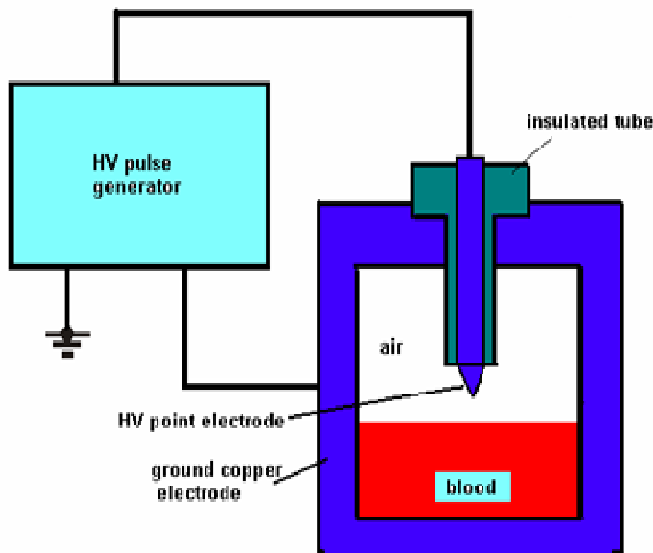 insulated tube
HV pulse
generator
air
HV point electrode
ground copper
electrode
blood